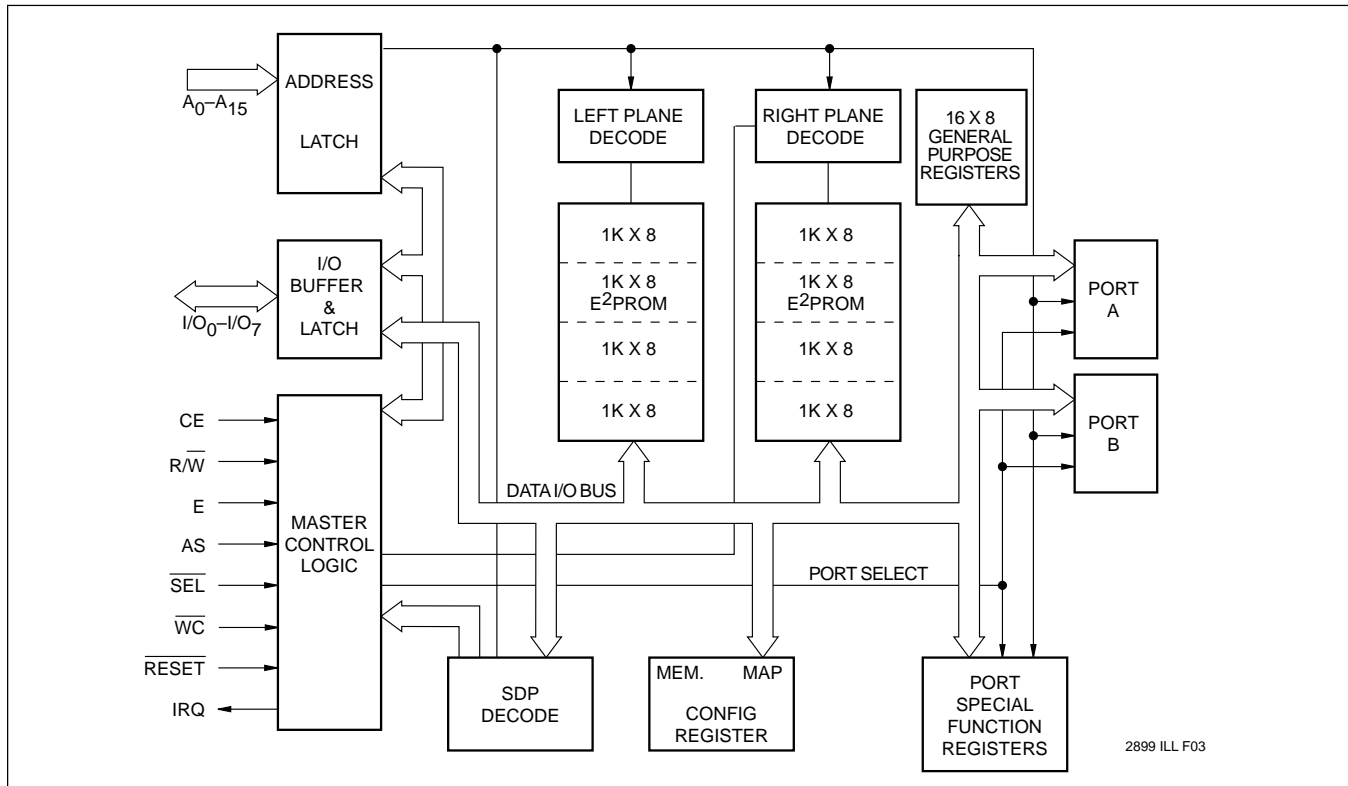 ADDRESS
LATCH
A0–A15
LEFT PLANE
DECODE
RIGHT PLANE
DECODE
16 X 8
GENERAL
PURPOSE
REGISTERS
I/O
BUFFER
&
LATCH
I/O0–I/O7
1K X 8
1K X 8
E2PROM
1K X 8
1K X 8
1K X 8
1K X 8
E2PROM
1K X 8
1K X 8
PORT
A
PORT
B
CE
R/W̅
E
AS
S̅E̅L̅
W̅C̅
R̅E̅S̅E̅T̅
IRQ
MASTER
CONTROL
LOGIC
DATA I/O BUS
PORT SELECT
SDP
DECODE
MEM. MAP
CONFIG
REGISTER
PORT
SPECIAL
FUNCTION
REGISTERS
2899 ILL F03